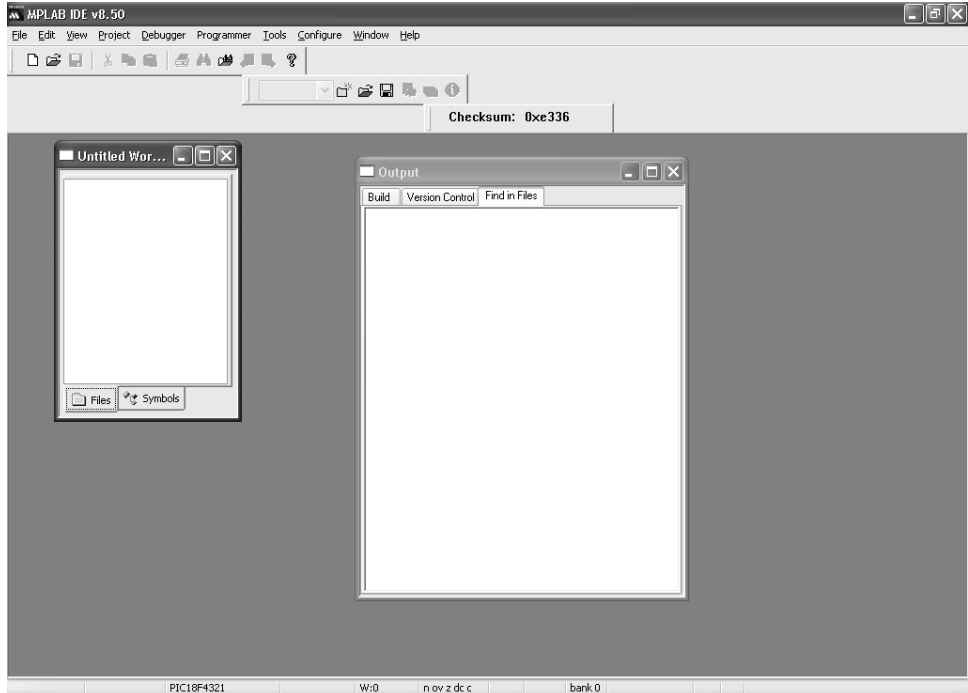 MPLAB IDE v8.50
File Edit View Project Debugger Programmer Tools Configure Window Help
Checksum: 0xe336
Untitled Wor...
Output
Build Version Control Find in Files
Files Symbols
PIC18F4321 W:0 n ov z dc c bank 0